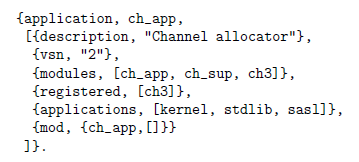 {application, ch_app,
[{description, "Channel allocator"},
{vsn, "2"},
{modules, [ch_app, ch_sup, ch3]},
{registered, [ch3]},
{applications, [kernel, stdlib, sasl]},
{mod, {ch_app,[]}}
]}.